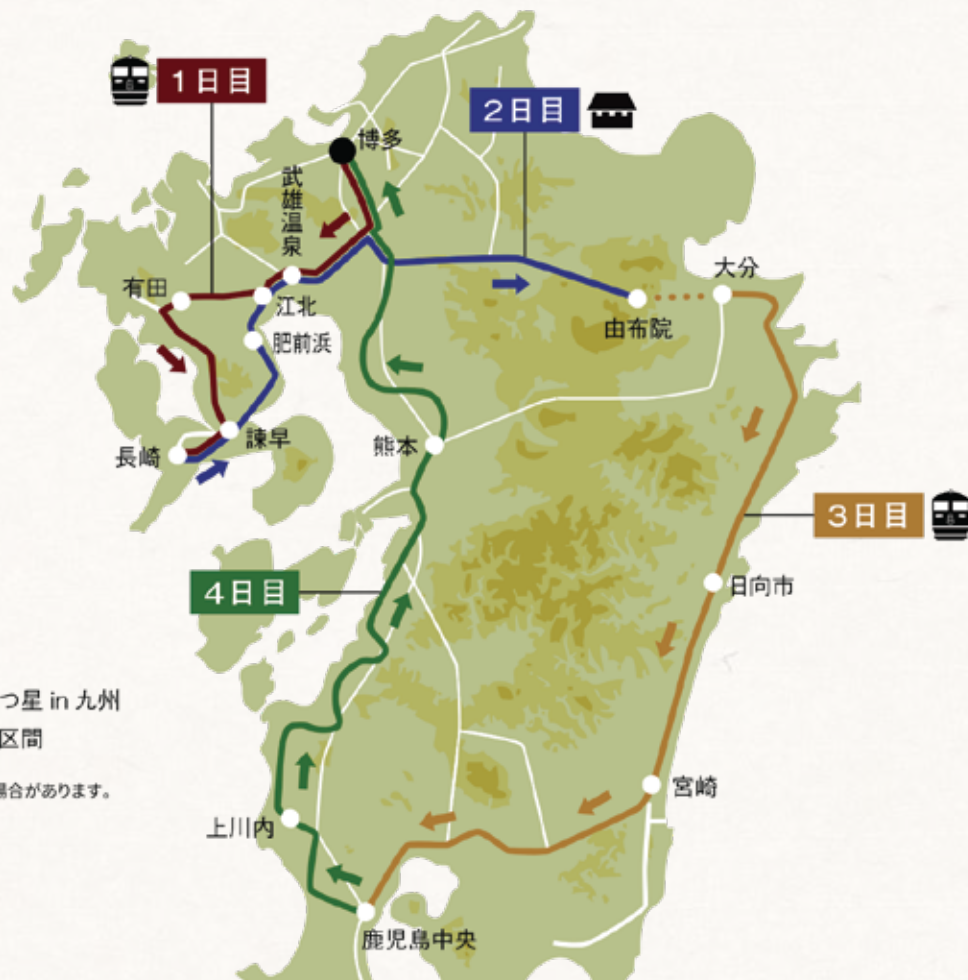 1日目
2日目
博多
武雄温泉
有田
江北
肥前浜
大分
由布院
諫早
長崎
熊本
3日目
4日目
日向市
つ星 in 九州
区間
場合があります。
宮崎
上川内
鹿児島中央